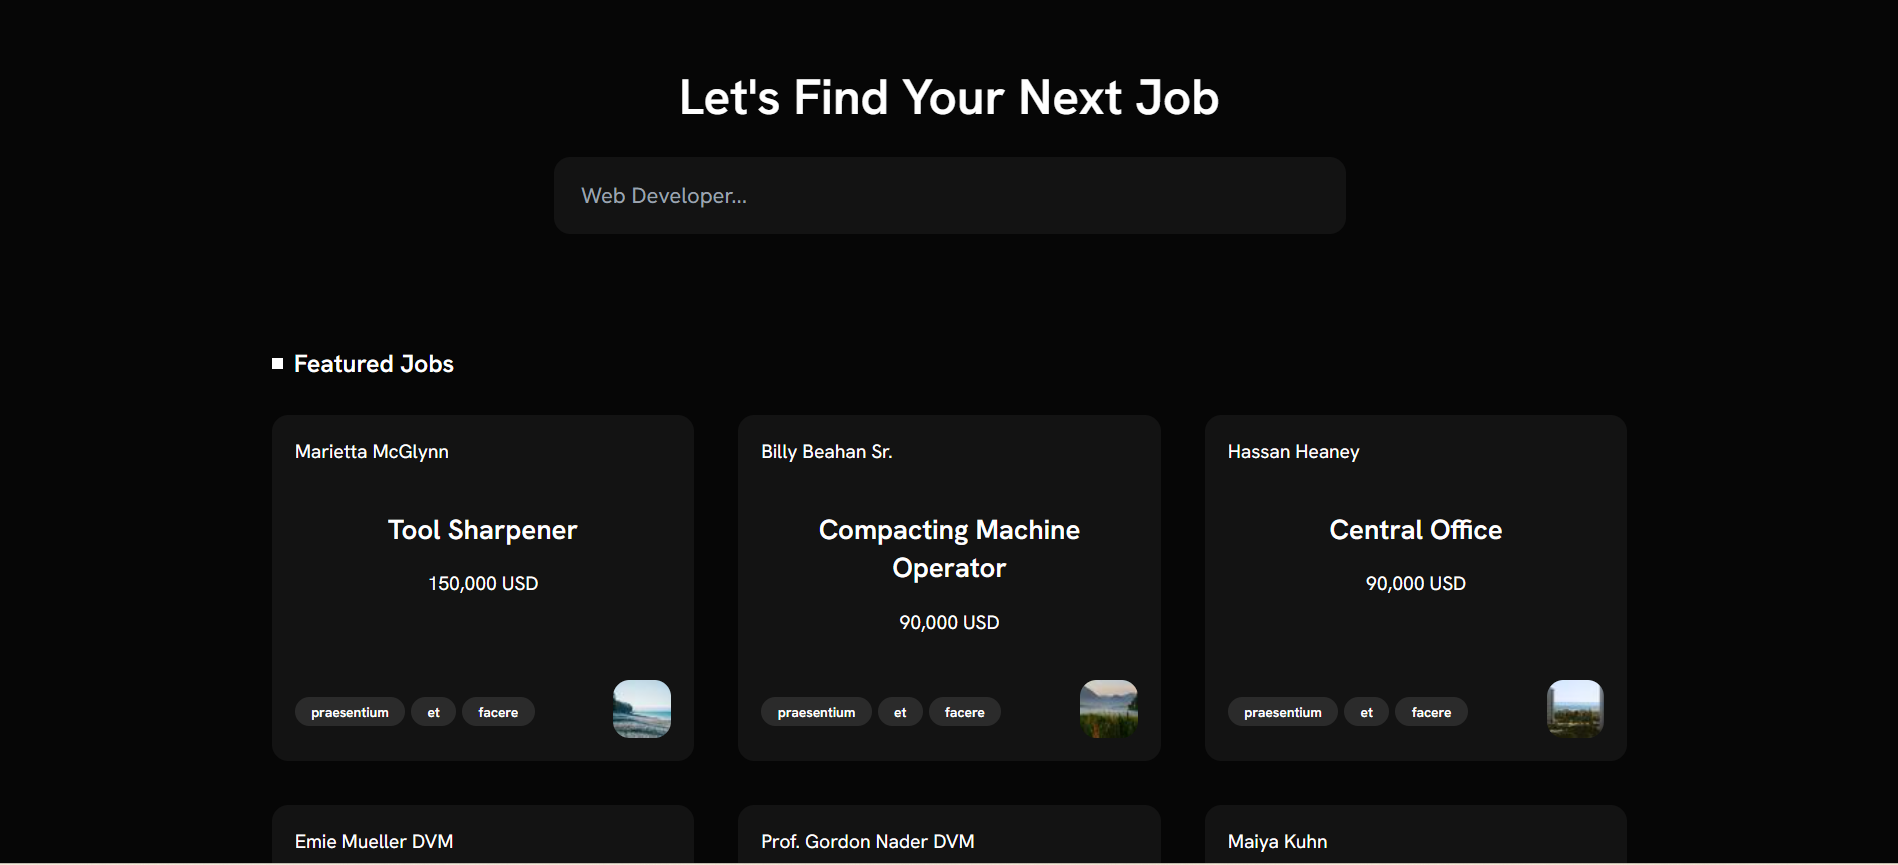 Let's Find Your Next Job
Web Developer...
Featured Jobs
Marietta McGlynn
Tool Sharpener
150,000 USD
praesentium et facere
Billy Beahan Sr.
Compacting Machine
Operator
90,000 USD
praesentium et facere
Hassan Heaney
Central Office
90,000 USD
praesentium et facere
Emie Mueller DVM
Prof. Gordon Nader DVM
Maiya Kuhn